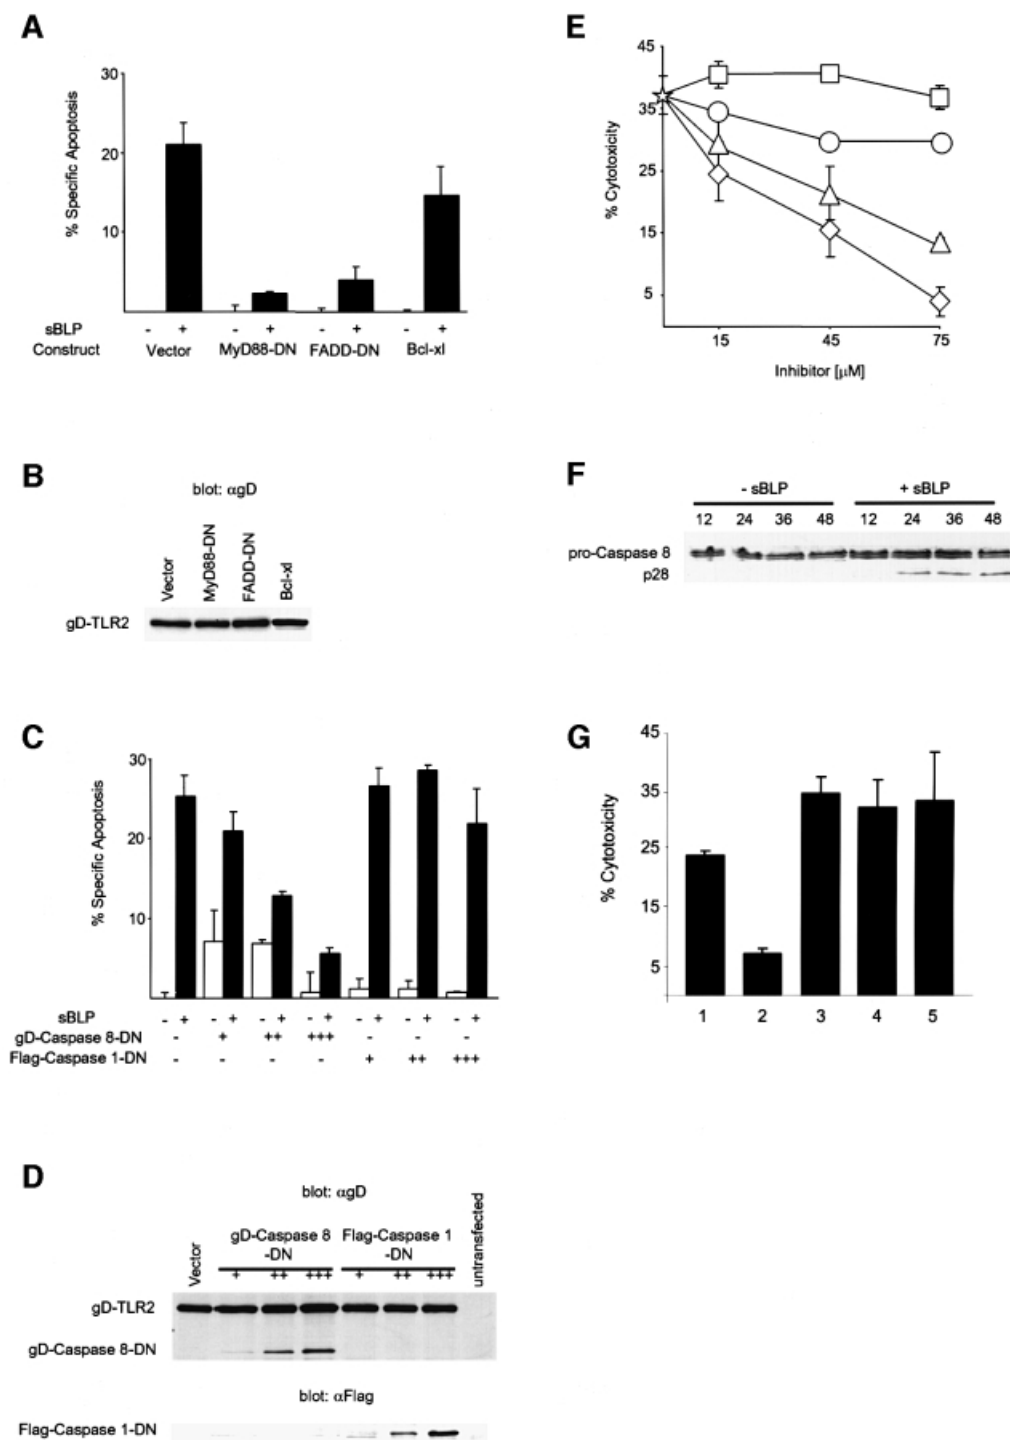 A
30
20
10
% Specific Apoptosis
sBLP - + - + - + - +
Construct Vector MyD88-DN FADD-DN Bcl-xl
B
blot: αgD
Vector
MyD88-DN
FADD-DN
Bcl-xl
gD-TLR2
C
30
20
10
% Specific Apoptosis
sBLP - + - + - + - + - + - + - +
gD-Caspase 8-DN - + ++ +++ - - -
Flag-Caspase 1-DN - - - - + ++ +++
D
blot: αgD
gD-Caspase 8 -DN
Flag-Caspase 1 -DN
Vector
+ ++ +++ + ++ +++
untransfected
gD-TLR2
gD-Caspase 8-DN
blot: αFlag
Flag-Caspase 1-DN
E
45
35
25
15
5
% Cytotoxicity
15 45 75
Inhibitor [μM]
F
- sBLP + sBLP
12 24 36 48 12 24 36 48
pro-Caspase 8
p28
G
45
35
25
15
5
% Cytotoxicity
1 2 3 4 5